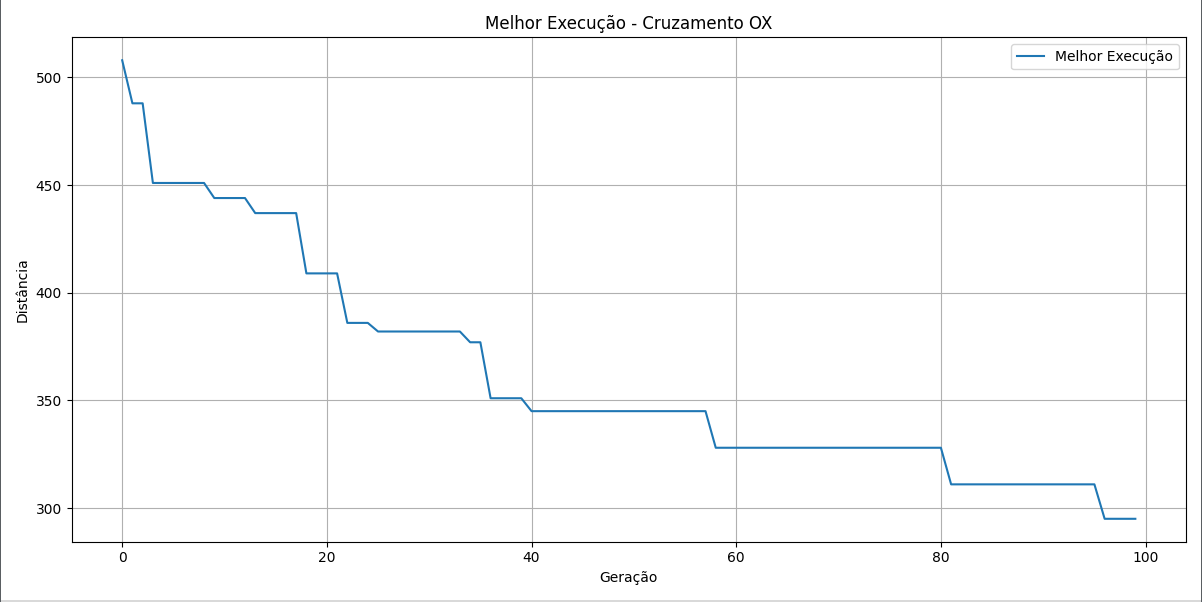 Melhor Execução - Cruzamento OX
Melhor Execução
500
450
400
350
300
Distância
0 20 40 60 80 100
Geração